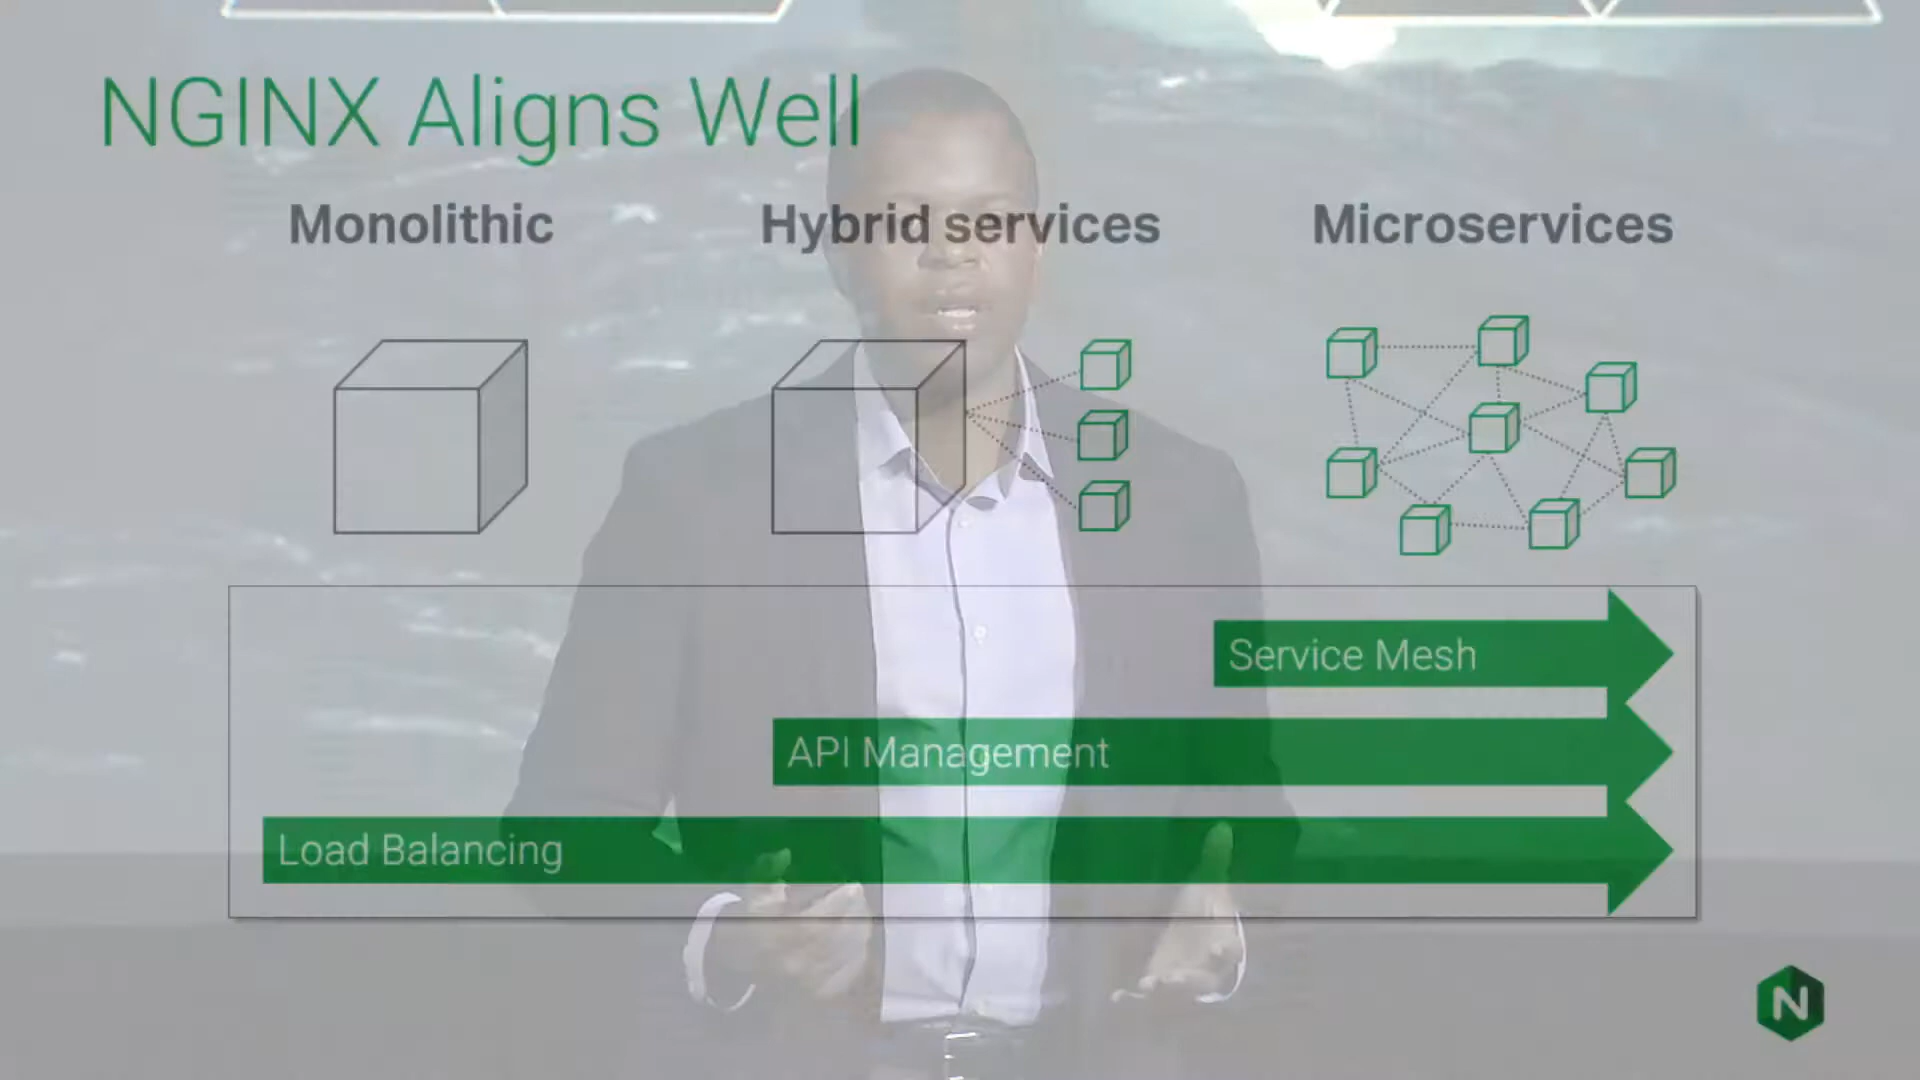 NGINX Aligns Well
Monolithic
Hybrid services
Microservices
Service Mesh
API Management
Load Balancing
N